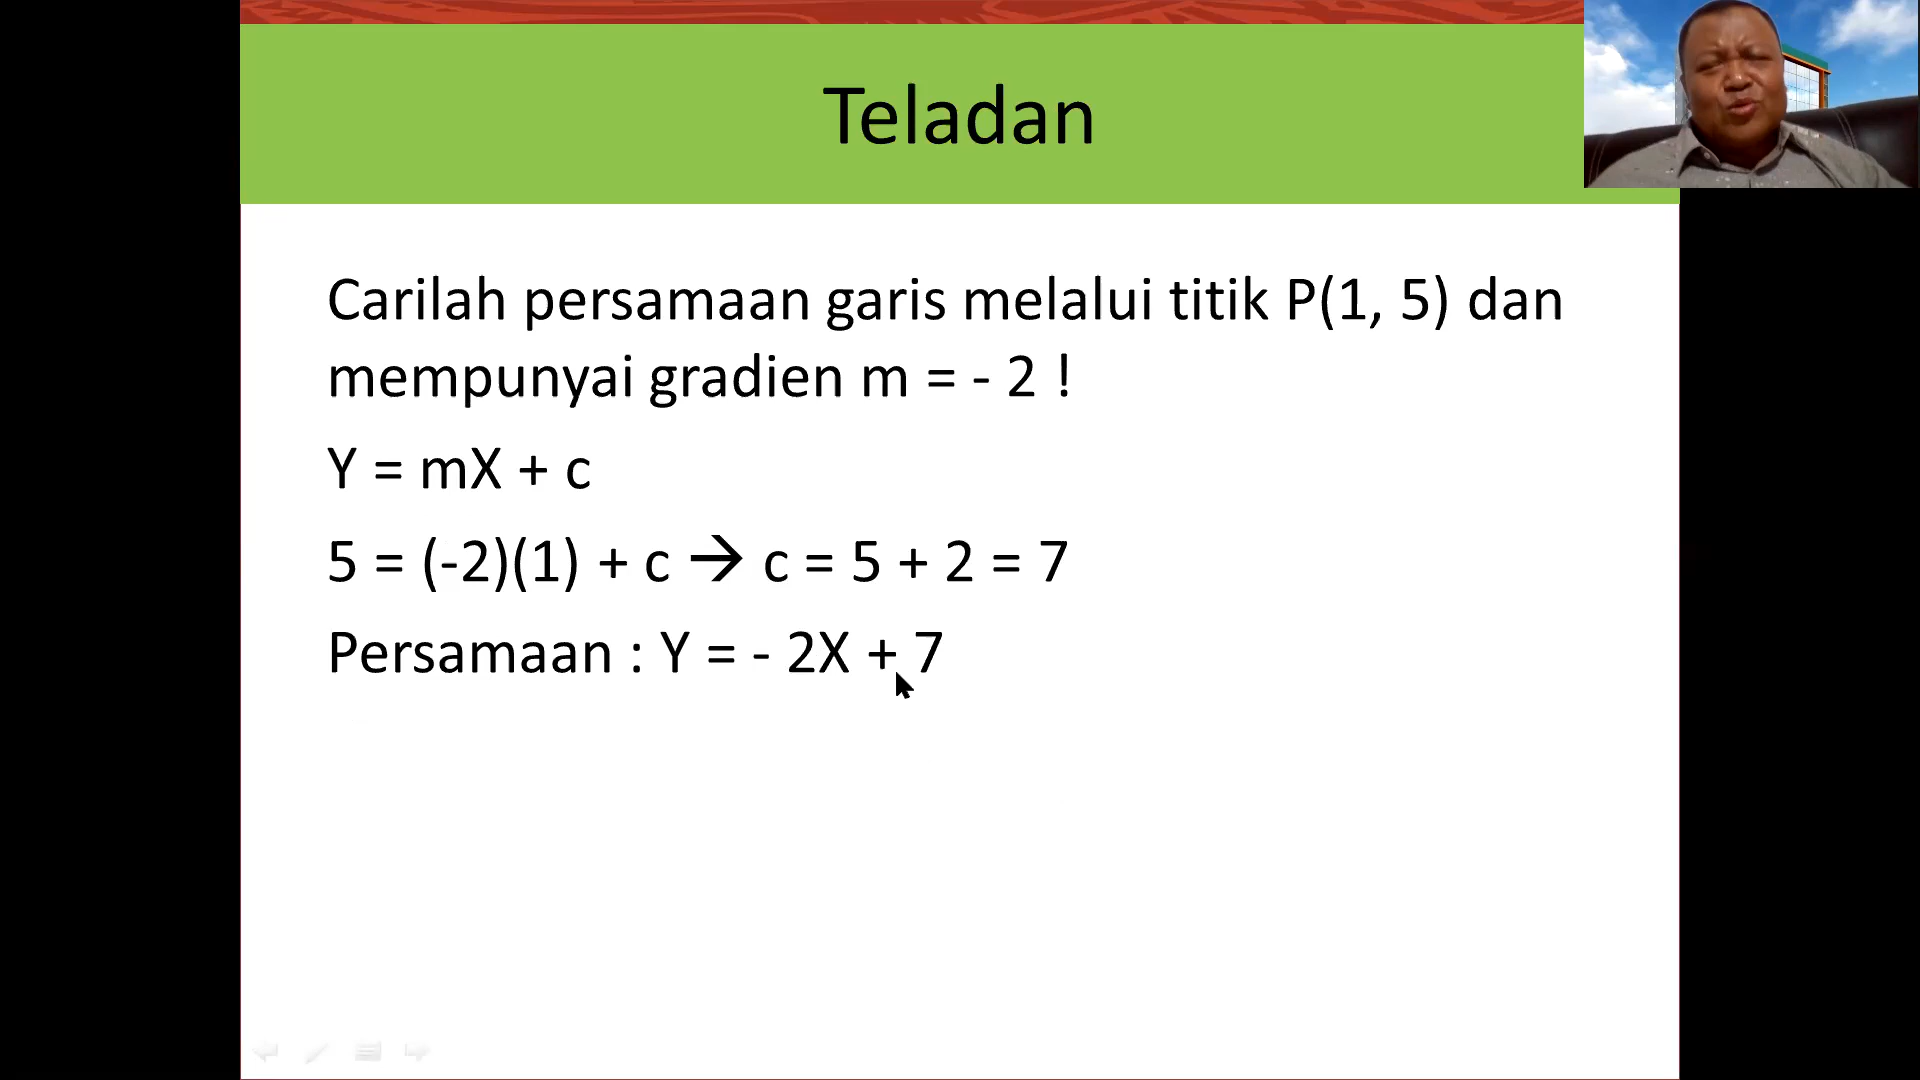 Teladan
Carilah persamaan garis melalui titik P(1, 5) dan
mempunyai gradien m = - 2 !
Y = mX + c
5 = (-2)(1) + c → c = 5 + 2 = 7
Persamaan : Y = - 2X + 7